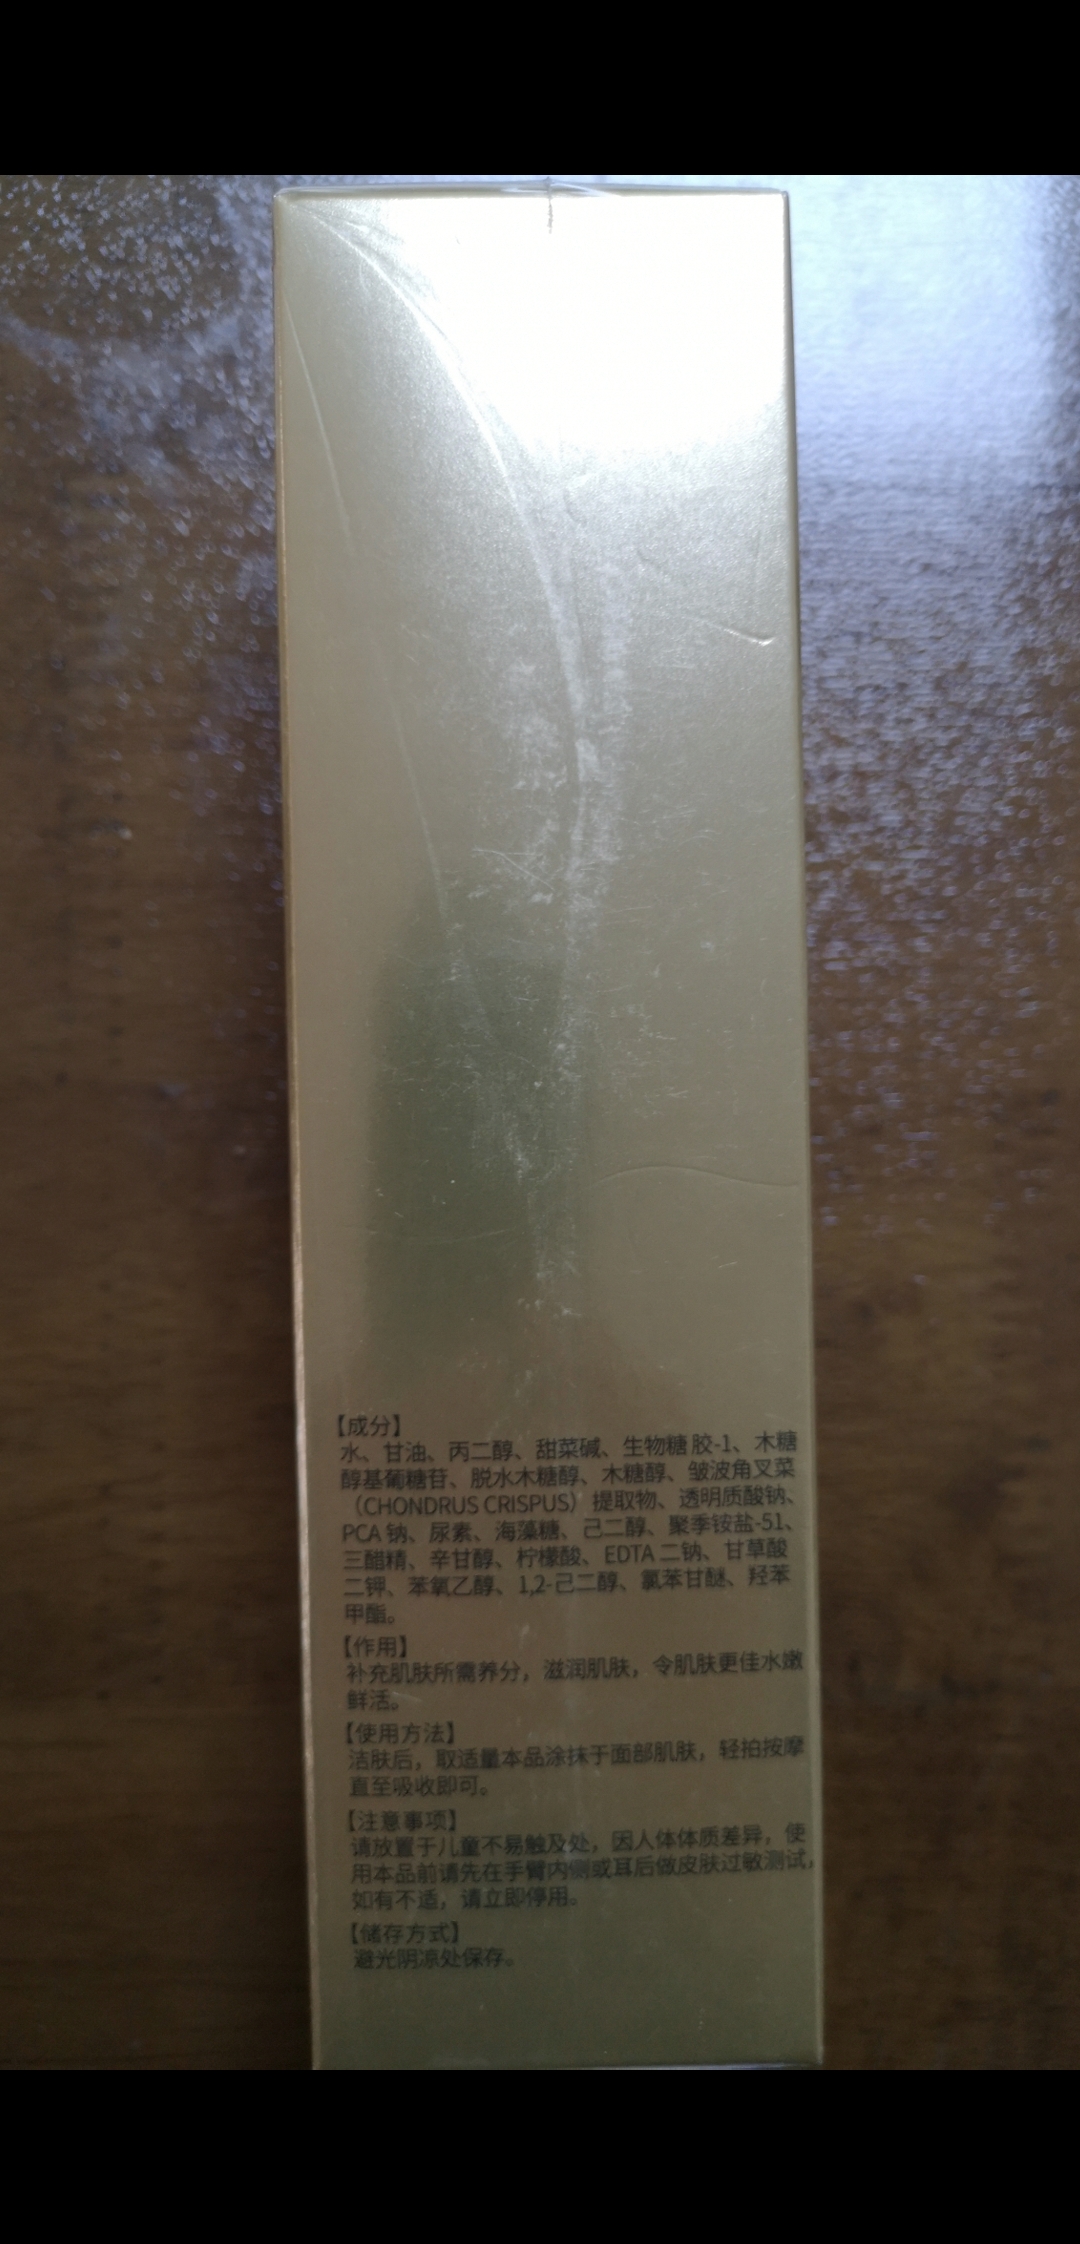 【成分】
水、甘油、丙二醇、甜菜碱、生物糖胶-1、木糖
醇基葡糖苷、脱水木糖醇、木糖醇、皱波角叉菜
（CHONDRUS CRISPUS）提取物、透明质酸钠、
PCA 钠、尿素、海藻糖、己二醇、聚季铵盐-51、
三醋精、辛甘醇、柠檬酸、EDTA 二钠、甘草酸
二钾、苯氧乙醇、1,2-己二醇、氯苯甘醚、羟苯
甲酯。
【作用】
补充肌肤所需养分，滋润肌肤，令肌肤更佳水嫩
鲜活。
【使用方法】
洁肤后，取适量本品涂抹于面部肌肤，轻拍按摩
直至吸收即可。
【注意事项】
请放置于儿童不易触及处，因人体体质差异，使
用本品前请先在手臂内侧或耳后做皮肤过敏测试，
如有不适，请立即停用。
【储存方式】
避光阴凉处保存。